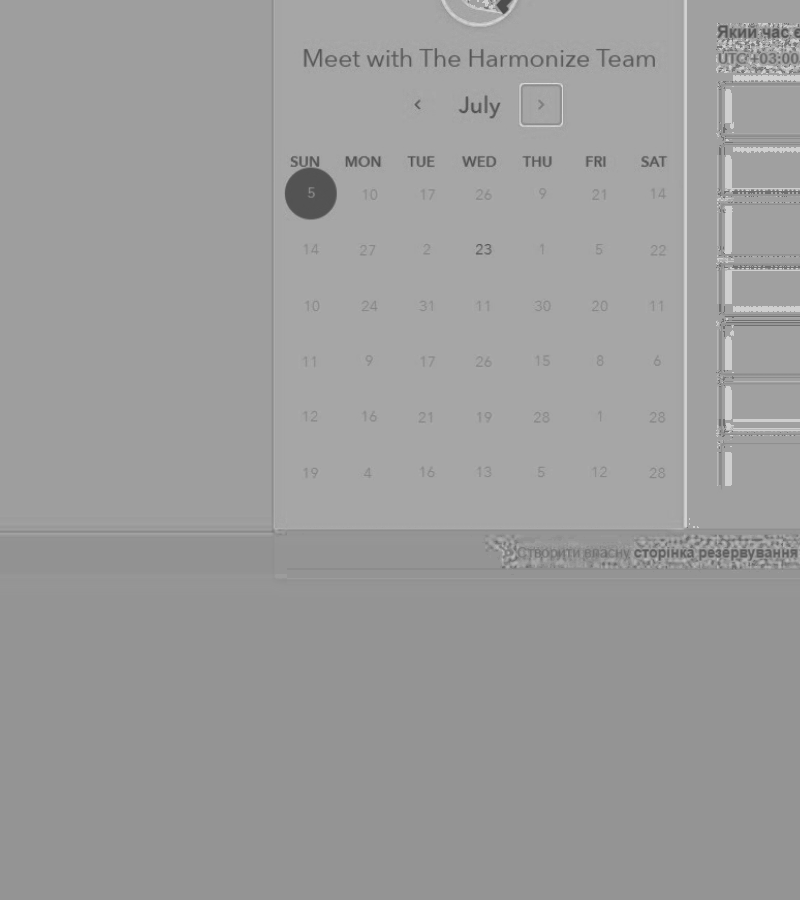 Meet with The Harmonize Team
‹ July ›
SUN MON TUE WED THU FRI SAT
5 10 17 26 9 21 14
14 27 2 23 1 5 22
10 24 31 11 30 20 11
11 9 17 26 15 8 6
12 16 21 19 28 1 28
19 4 16 13 5 12 28
Який час є
UTC+03:00
Створити власну сторінка резервування